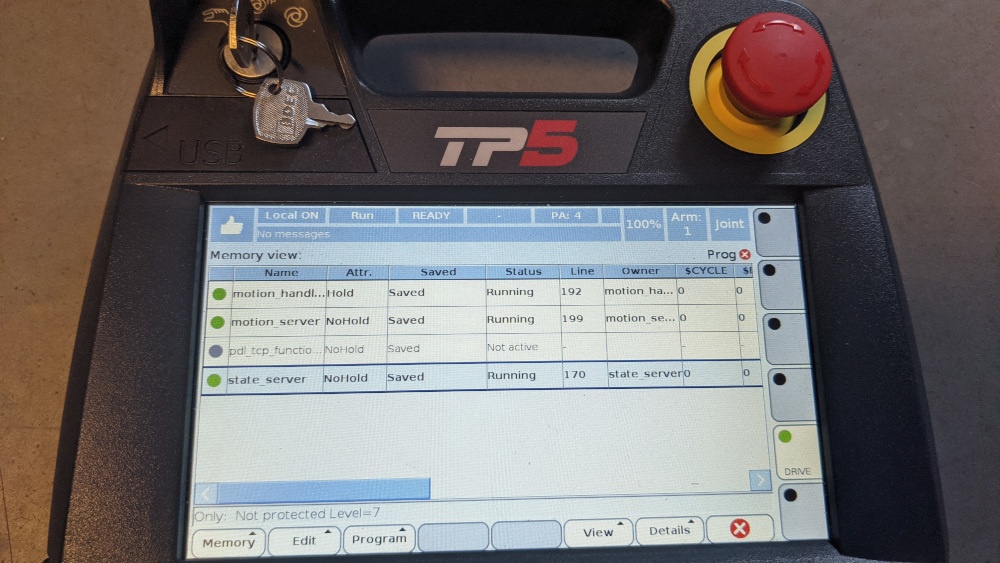 USB
TP5
Local ON Run READY - PA: 4 100% Arm: 1 Joint
No messages
Memory view: Prog
Name Attr. Saved Status Line Owner $CYCLE
motion_handl... Hold Saved Running 192 motion_ha... 0 0
motion_server NoHold Saved Running 199 motion_se... 0 0
pdl_tcp_functio... NoHold Saved Not active - - -
state_server NoHold Saved Running 170 state_server 0 0
DRIVE
Only: Not protected Level=7
Memory Edit Program View Details